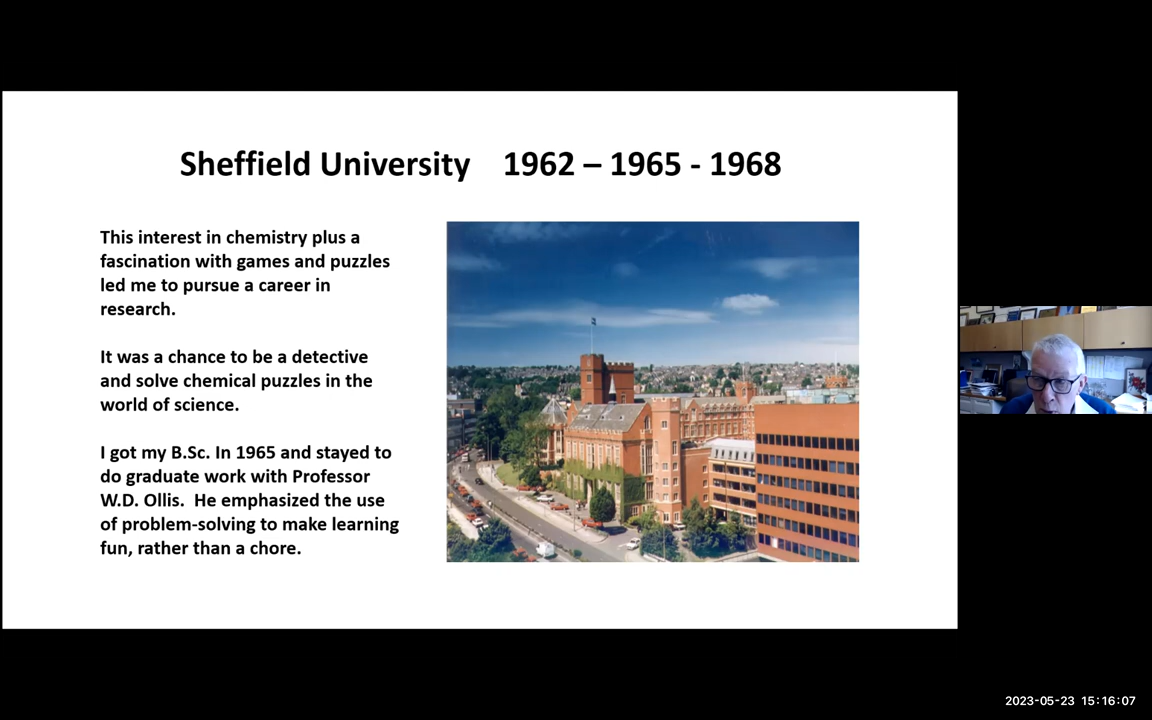 Sheffield University 1962 – 1965 - 1968
This interest in chemistry plus a
fascination with games and puzzles
led me to pursue a career in
research.
It was a chance to be a detective
and solve chemical puzzles in the
world of science.
I got my B.Sc. In 1965 and stayed to
do graduate work with Professor
W.D. Ollis. He emphasized the use
of problem-solving to make learning
fun, rather than a chore.
2023-05-23 15:16:07